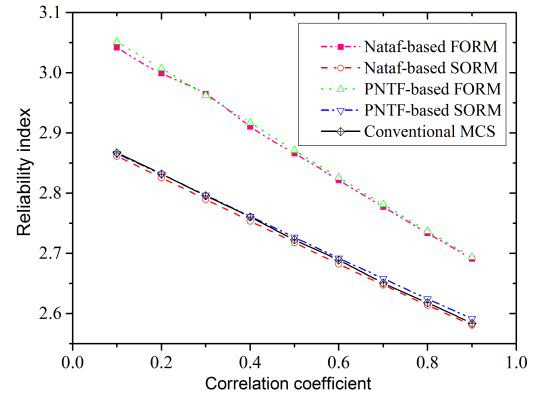 3.1
3.0
2.9
2.8
2.7
2.6
Reliability index
Nataf-based FORM
Nataf-based SORM
PNTF-based FORM
PNTF-based SORM
Conventional MCS
0.0 0.2 0.4 0.6 0.8 1.0
Correlation coefficient